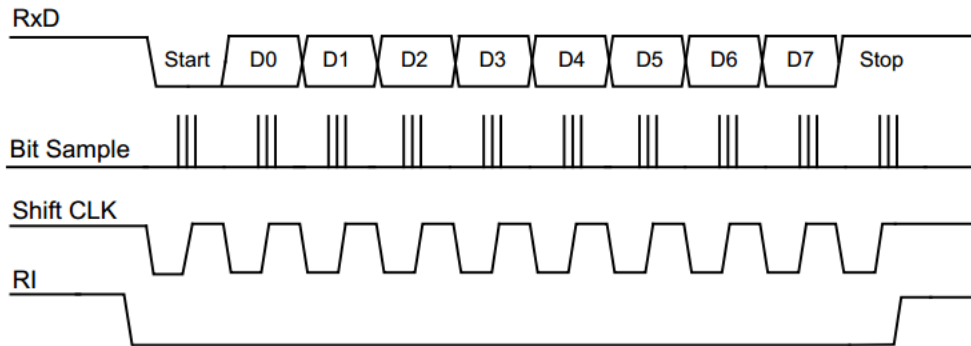 RxD
Start D0 D1 D2 D3 D4 D5 D6 D7 Stop
Bit Sample
Shift CLK
RI